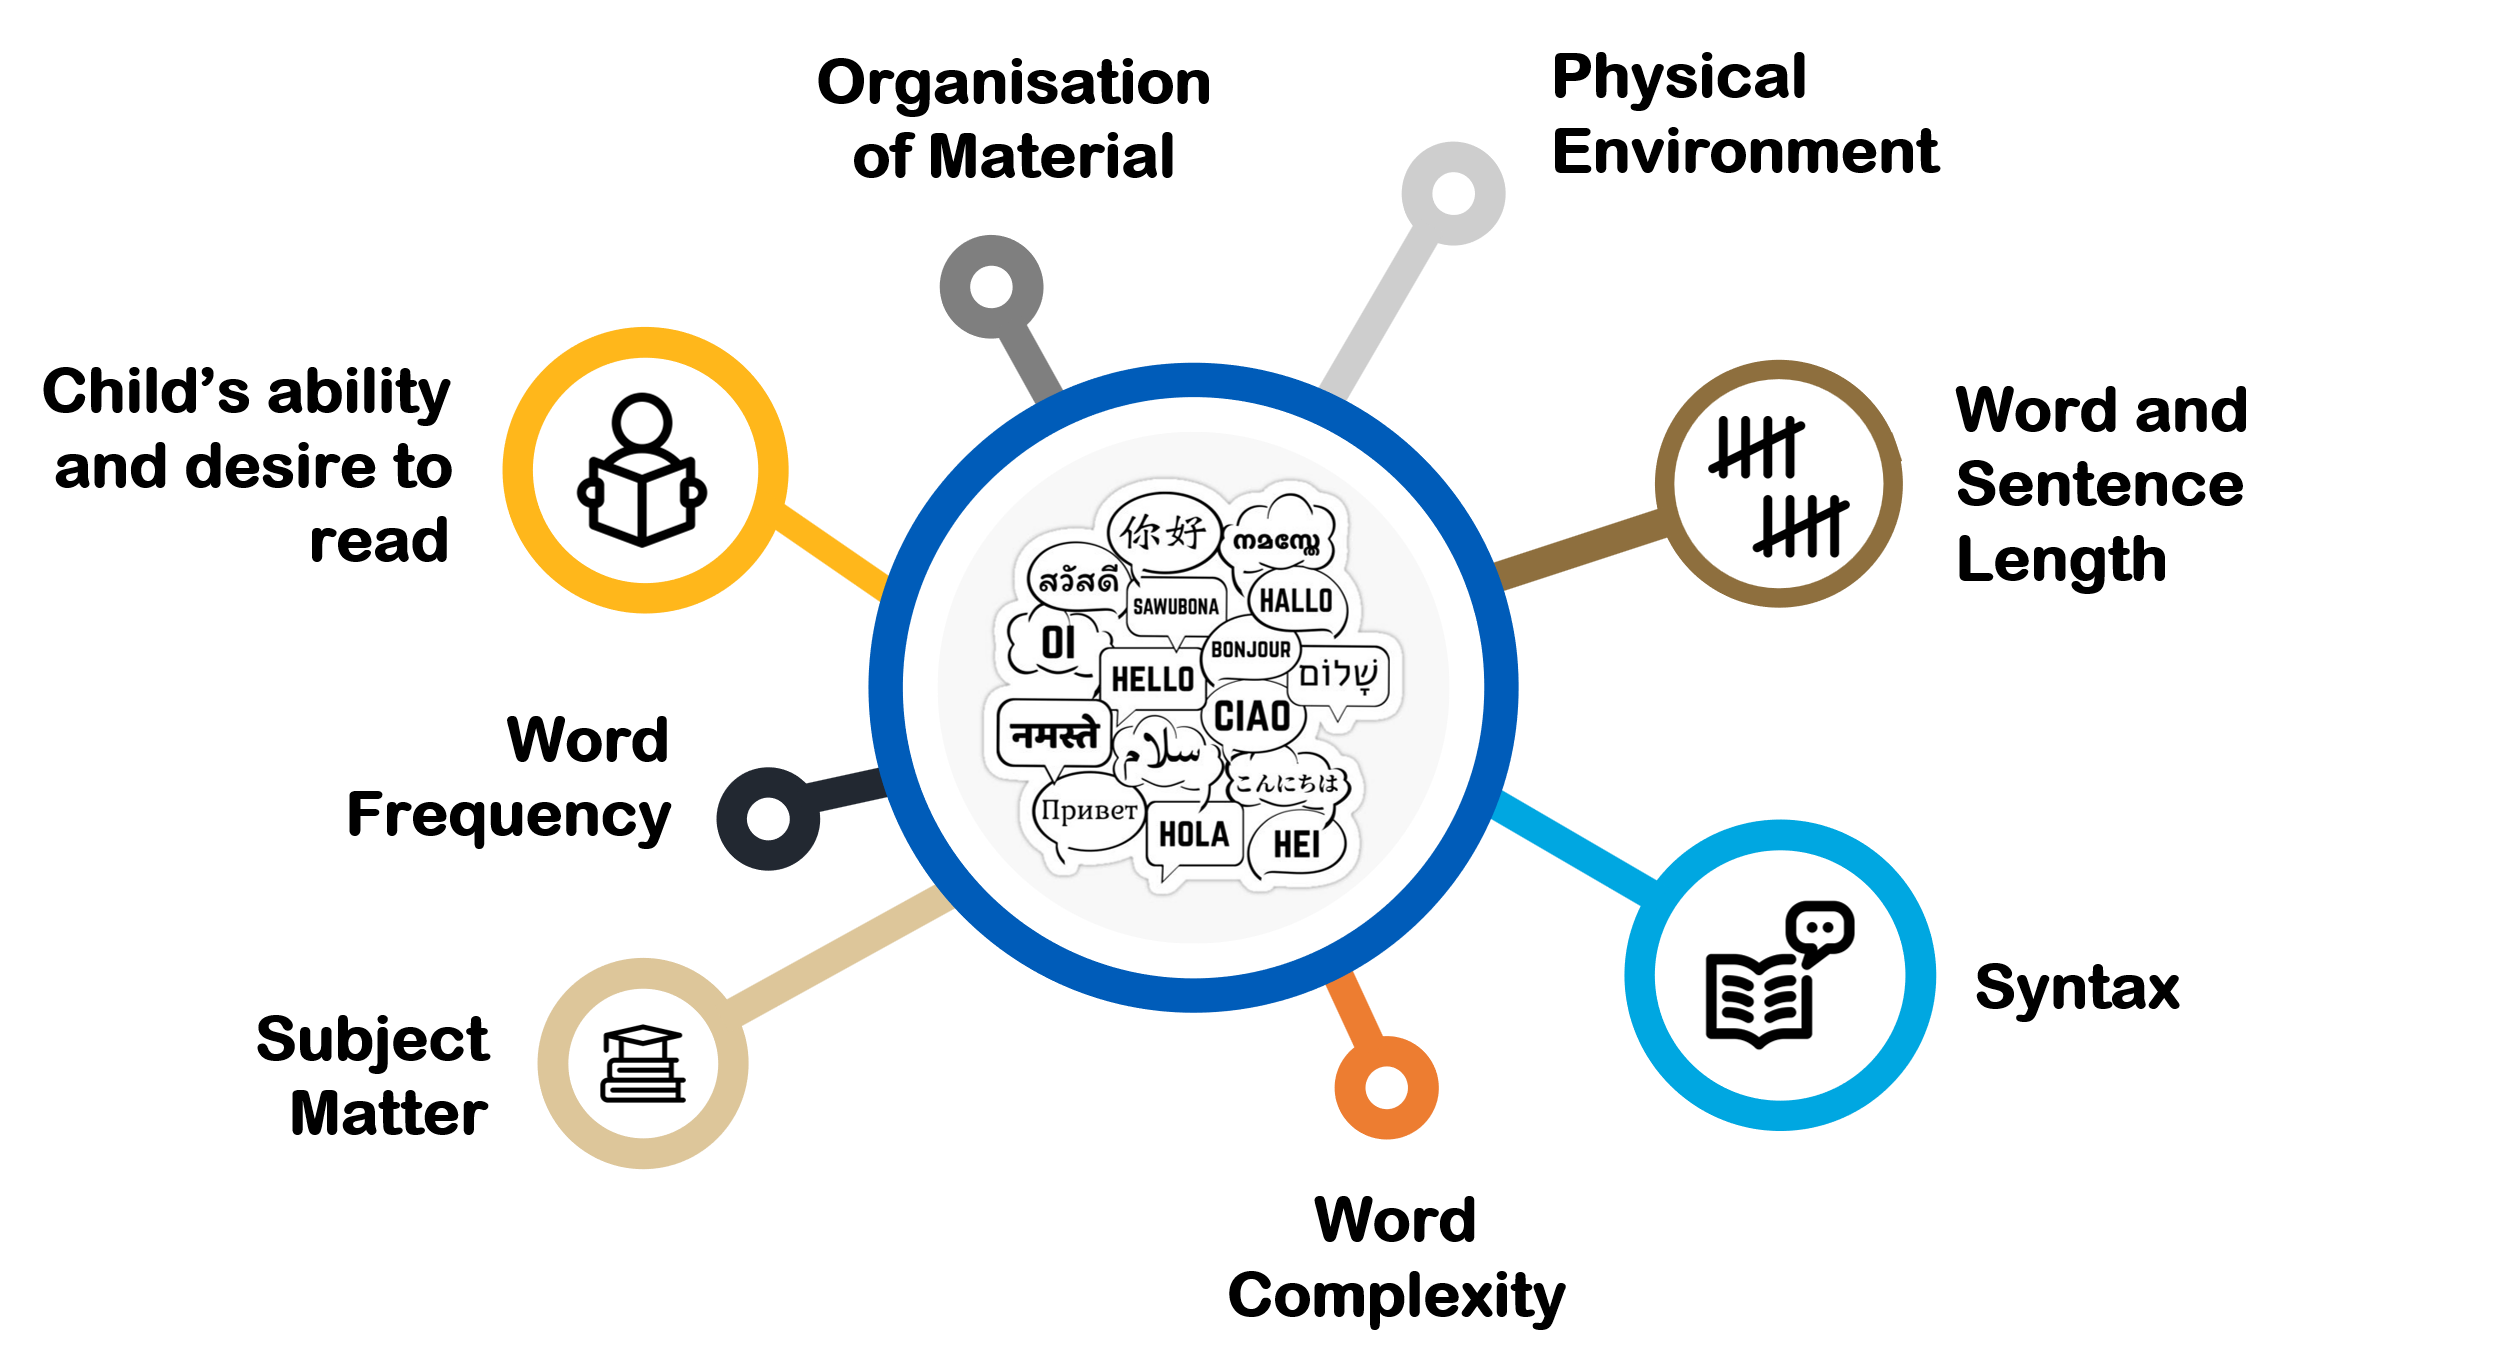 Organisation
of Material
Physical
Environment
Child's ability
and desire to
read
Word and
Sentence
Length
你好
നമസ്തേ
สวัสดี
SAWUBONA
HALLO
OI
BONJOUR
HELLO
שָׁלוֹם
CIAO
नमस्ते
سلام
こんにちは
Привет
HOLA
HEI
Word
Frequency
Syntax
Subject
Matter
Word
Complexity